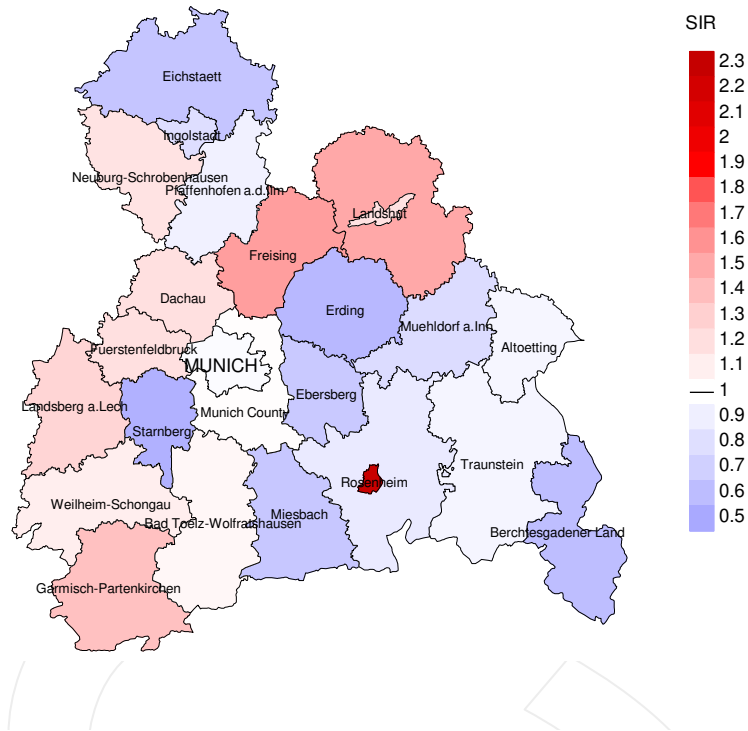 SIR
2.3
2.2
2.1
2
1.9
1.8
1.7
1.6
1.5
1.4
1.3
1.2
1.1
1
0.9
0.8
0.7
0.6
0.5
Eichstaett
Ingolstadt
Neuburg-Schrobenhausen
Pfaffenhofen a.d.Ilm
Landshut
Freising
Dachau
Erding
Muehldorf a.Inn
Altoetting
Fuerstenfeldbruck
MUNICH
Ebersberg
Landsberg a.Lech
Munich County
Starnberg
Traunstein
Rosenheim
Weilheim-Schongau
Miesbach
Bad Toelz-Wolfratshausen
Berchtesgadener Land
Garmisch-Partenkirchen